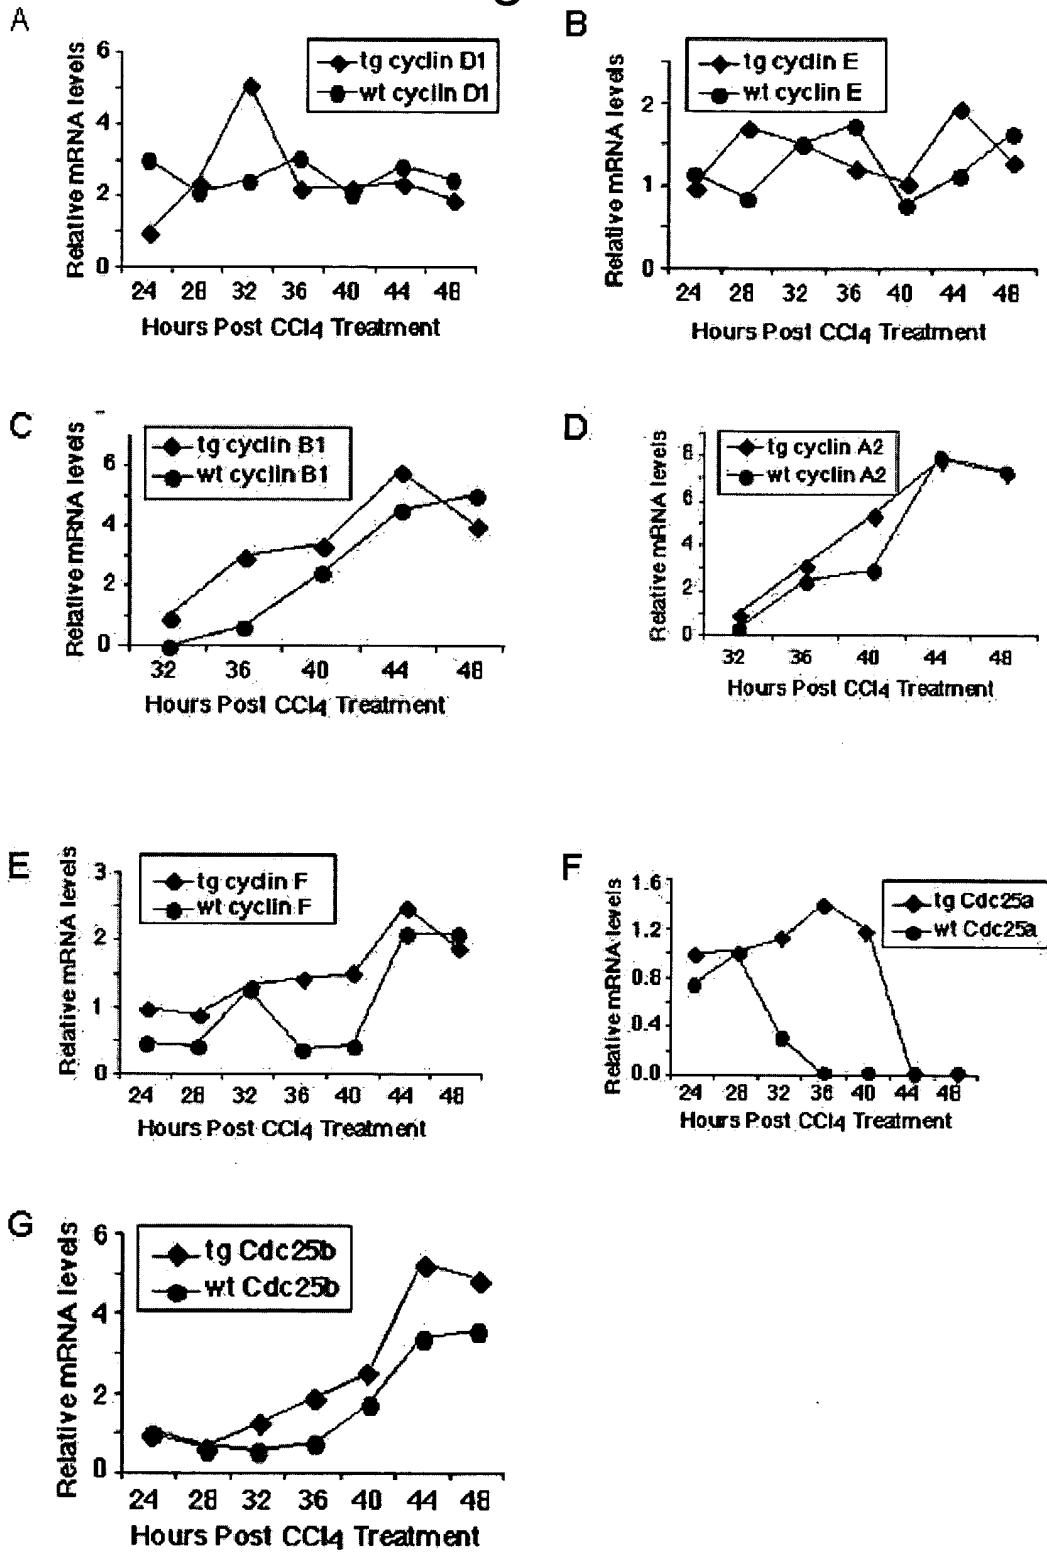 A
Relative mRNA levels
6
4
2
0
tg cyclin D1
wt cyclin D1
24 28 32 36 40 44 48
Hours Post CCl4 Treatment
B
Relative mRNA levels
2
1
0
tg cyclin E
wt cyclin E
24 28 32 36 40 44 48
Hours Post CCl4 Treatment
C
Relative mRNA levels
6
4
2
0
tg cyclin B1
wt cyclin B1
32 36 40 44 48
Hours Post CCl4 Treatment
D
Relative mRNA levels
8
6
4
2
0
tg cyclin A2
wt cyclin A2
32 36 40 44 48
Hours Post CCl4 Treatment
E
Relative mRNA levels
3
2
1
0
tg cyclin F
wt cyclin F
24 28 32 36 40 44 48
Hours Post CCl4 Treatment
F
Relative mRNA levels
1.6
1.2
0.8
0.4
0.0
tg Cdc25a
wt Cdc25a
24 28 32 36 40 44 48
Hours Post CCl4 Treatment
G
Relative mRNA levels
6
4
2
0
tg Cdc25b
wt Cdc25b
24 28 32 36 40 44 48
Hours Post CCl4 Treatment